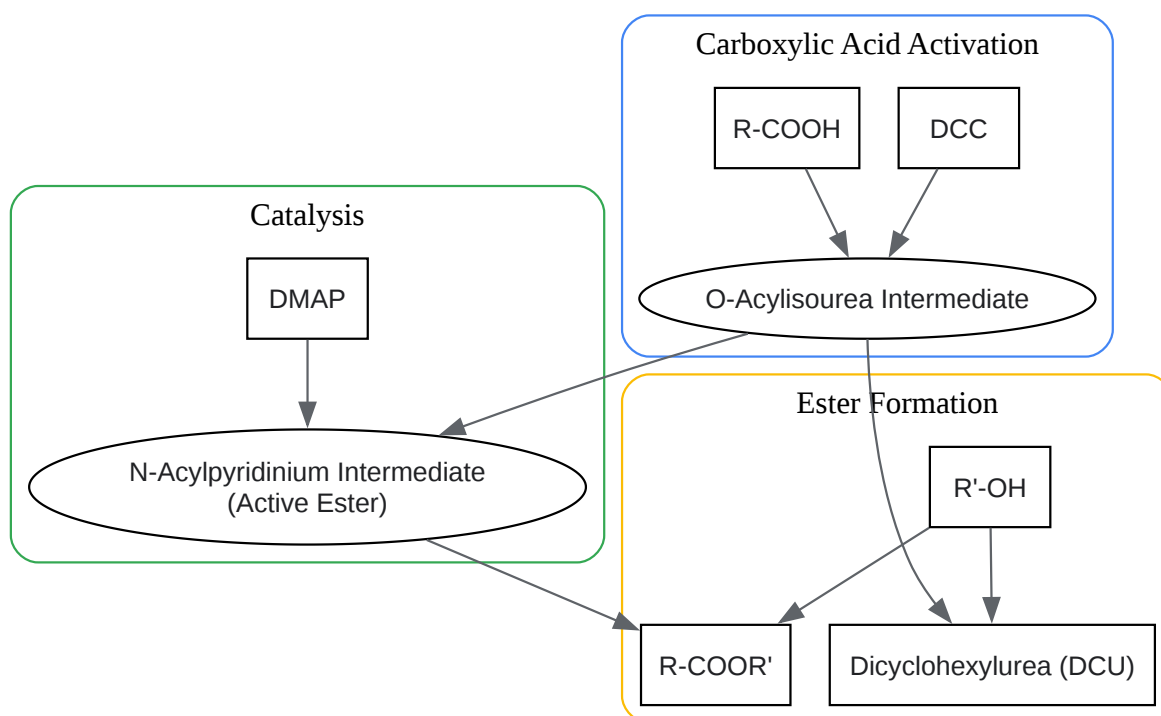 Carboxylic Acid Activation
R-COOH
DCC
O-Acylisourea Intermediate
Catalysis
DMAP
N-Acylpyridinium Intermediate
(Active Ester)
Ester Formation
R'-OH
R-COOR'
Dicyclohexylurea (DCU)